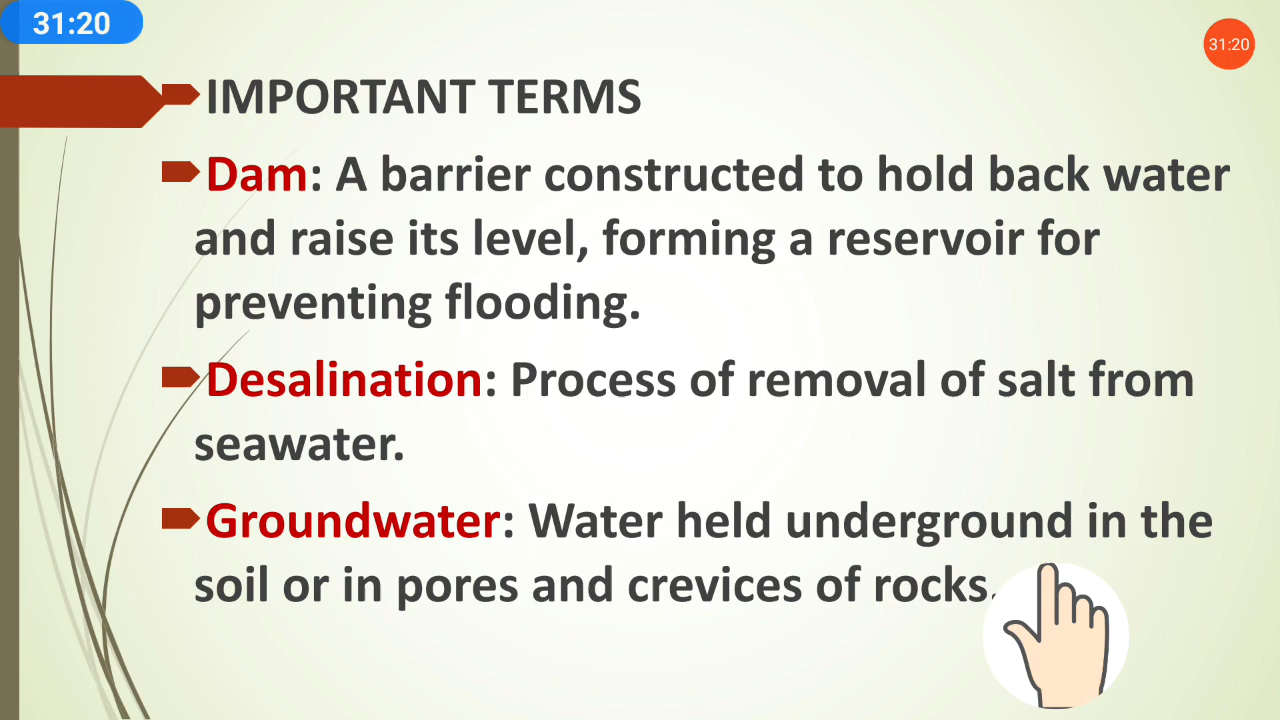 31:20
31:20
IMPORTANT TERMS
Dam: A barrier constructed to hold back water
and raise its level, forming a reservoir for
preventing flooding.
Desalination: Process of removal of salt from
seawater.
Groundwater: Water held underground in the
soil or in pores and crevices of rocks.